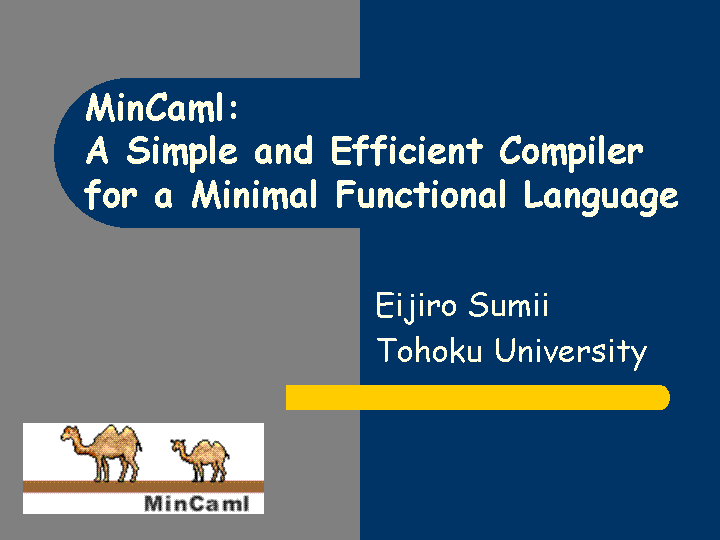 MinCaml:
A Simple and Efficient Compiler
for a Minimal Functional Language
Eijiro Sumii
Tohoku University
MinCaml